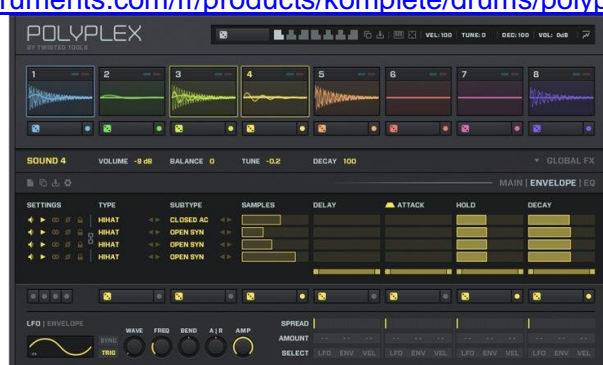 ruments.com/fr/products/komplete/drums/polyp
POLYPLEX
BY TWISTED TOOLS
VEL: 100 TUNE: 0 DEC: 100 VOL: 0dB
1 2 3 4 5 6 7 8
SOUND 4 VOLUME -9 dB BALANCE 0 TUNE -0.2 DECAY 100 GLOBAL FX
MAIN | ENVELOPE | EQ
SETTINGS TYPE SUBTYPE SAMPLES DELAY ATTACK HOLD DECAY
HIHAT CLOSED AC
HIHAT OPEN SYN
HIHAT OPEN SYN
HIHAT OPEN SYN
LFO | ENVELOPE WAVE FREQ BEND A | R AMP SPREAD
SYNC AMOUNT
TRIG SELECT LFO ENV VEL LFO ENV VEL LFO ENV VEL LFO ENV VEL